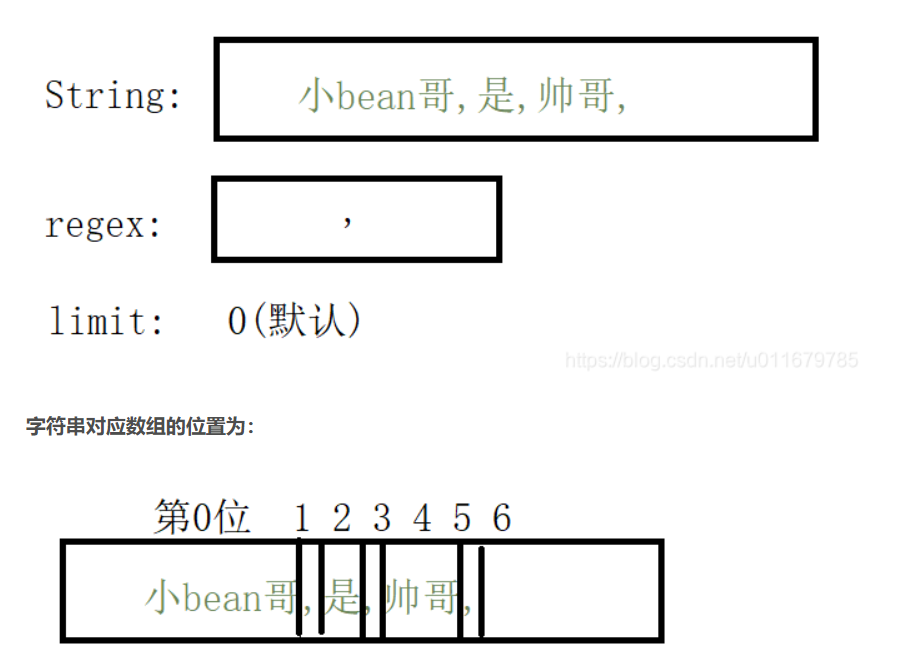 String: 小bean哥,是,帅哥,
regex: ,
limit: 0(默认)
https://blog.csdn.net/u011679785
字符串对应数组的位置为：
第0位 1 2 3 4 5 6
小bean哥,是,帅哥,